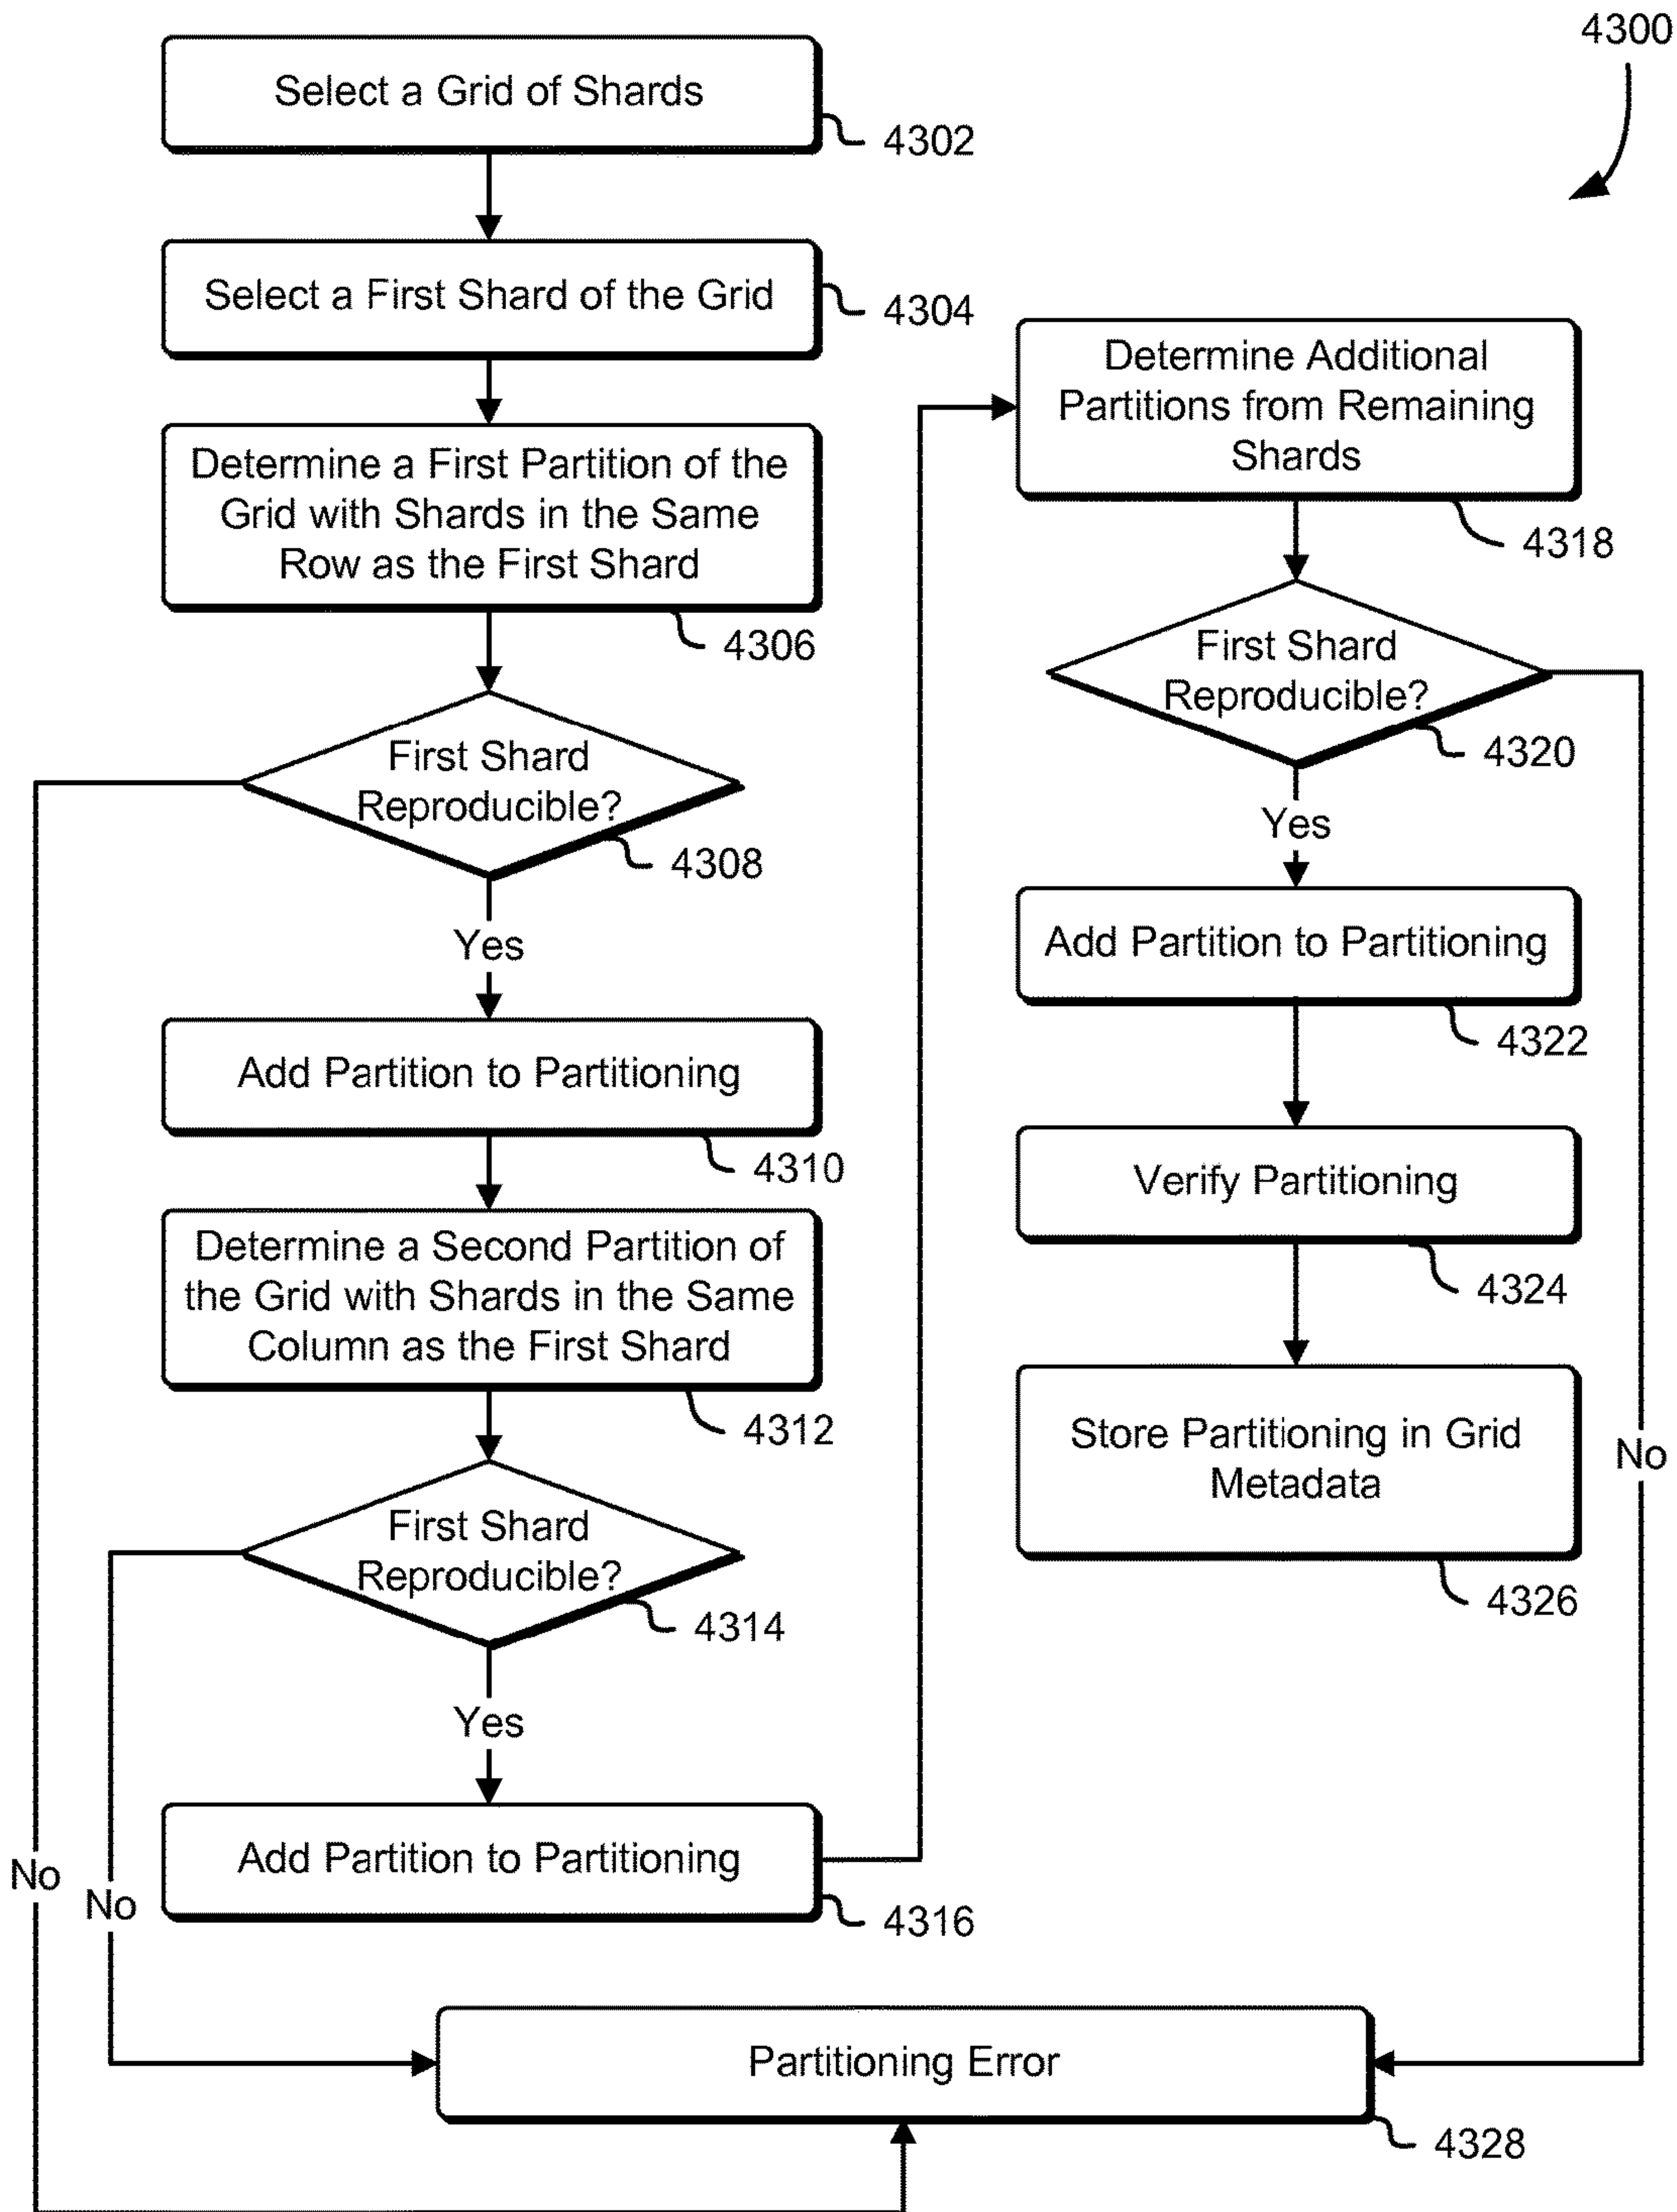 4300
Select a Grid of Shards
4302
Select a First Shard of the Grid
4304
Determine a First Partition of the
Grid with Shards in the Same
Row as the First Shard
4306
First Shard
Reproducible?
4308
Yes
Add Partition to Partitioning
4310
Determine a Second Partition of
the Grid with Shards in the Same
Column as the First Shard
4312
First Shard
Reproducible?
4314
Yes
Add Partition to Partitioning
4316
No
No
Determine Additional
Partitions from Remaining
Shards
4318
First Shard
Reproducible?
4320
Yes
Add Partition to Partitioning
4322
Verify Partitioning
4324
Store Partitioning in Grid
Metadata
4326
No
Partitioning Error
4328